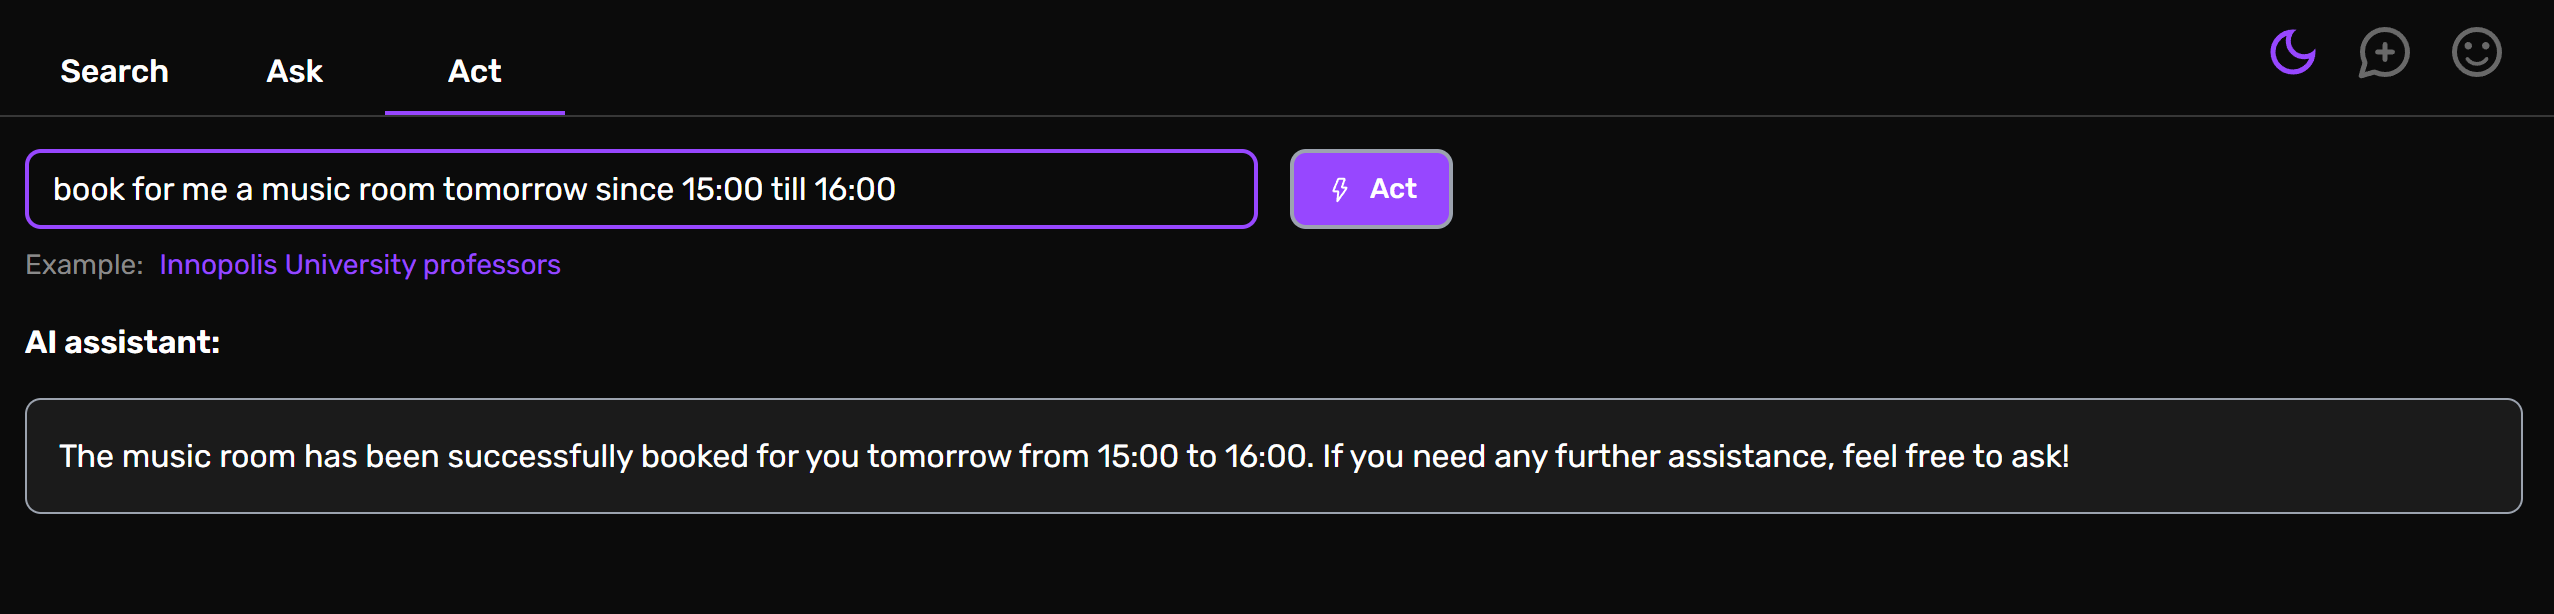 Search Ask Act
book for me a music room tomorrow since 15:00 till 16:00
Act
Example: Innopolis University professors
AI assistant:
The music room has been successfully booked for you tomorrow from 15:00 to 16:00. If you need any further assistance, feel free to ask!